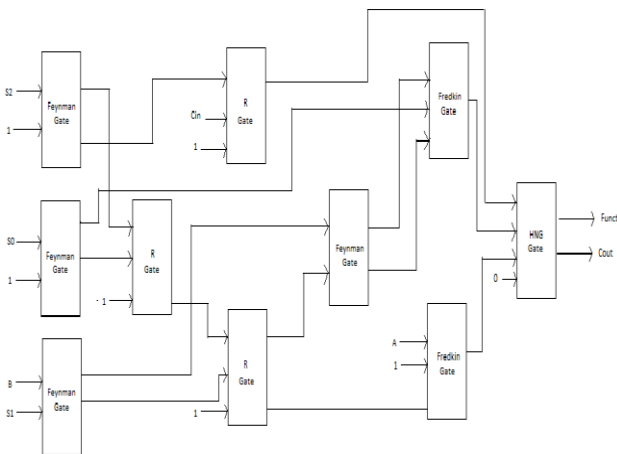 S2
1
Feynman
Gate
Cin
1
R
Gate
Fredkin
Gate
S0
1
Feynman
Gate
- 1
R
Gate
Feynman
Gate
HNG
Gate
0
Funct
Cout
B
S1
Feynman
Gate
1
R
Gate
A
1
Fredkin
Gate